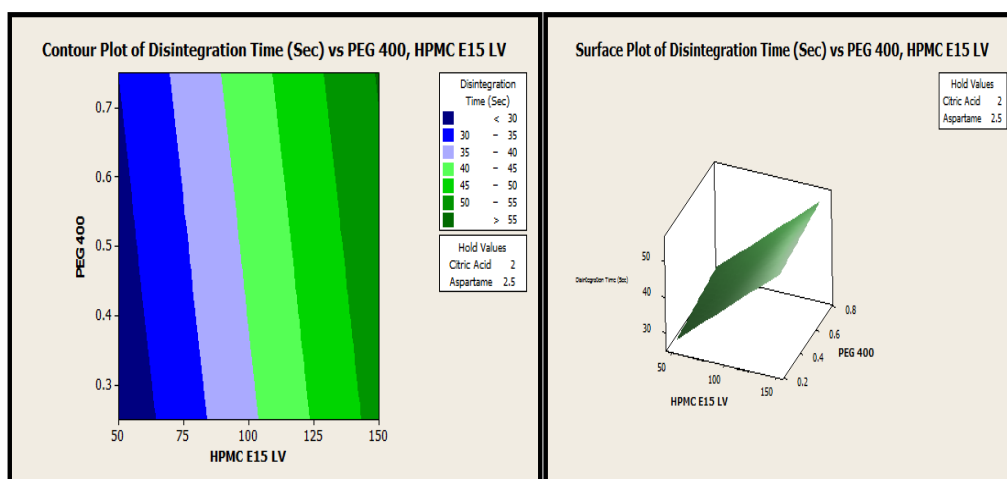 Contour Plot of Disintegration Time (Sec) vs PEG 400, HPMC E15 LV
Disintegration
Time (Sec)
< 30
30 – 35
35 – 40
40 – 45
45 – 50
50 – 55
> 55
Hold Values
Citric Acid 2
Aspartame 2.5
PEG 400
0.7
0.6
0.5
0.4
0.3
50 75 100 125 150
HPMC E15 LV
Surface Plot of Disintegration Time (Sec) vs PEG 400, HPMC E15 LV
Hold Values
Citric Acid 2
Aspartame 2.5
Disintegration Time (Sec)
50
40
30
50 100 150
HPMC E15 LV
0.8
0.6
0.4
0.2
PEG 400